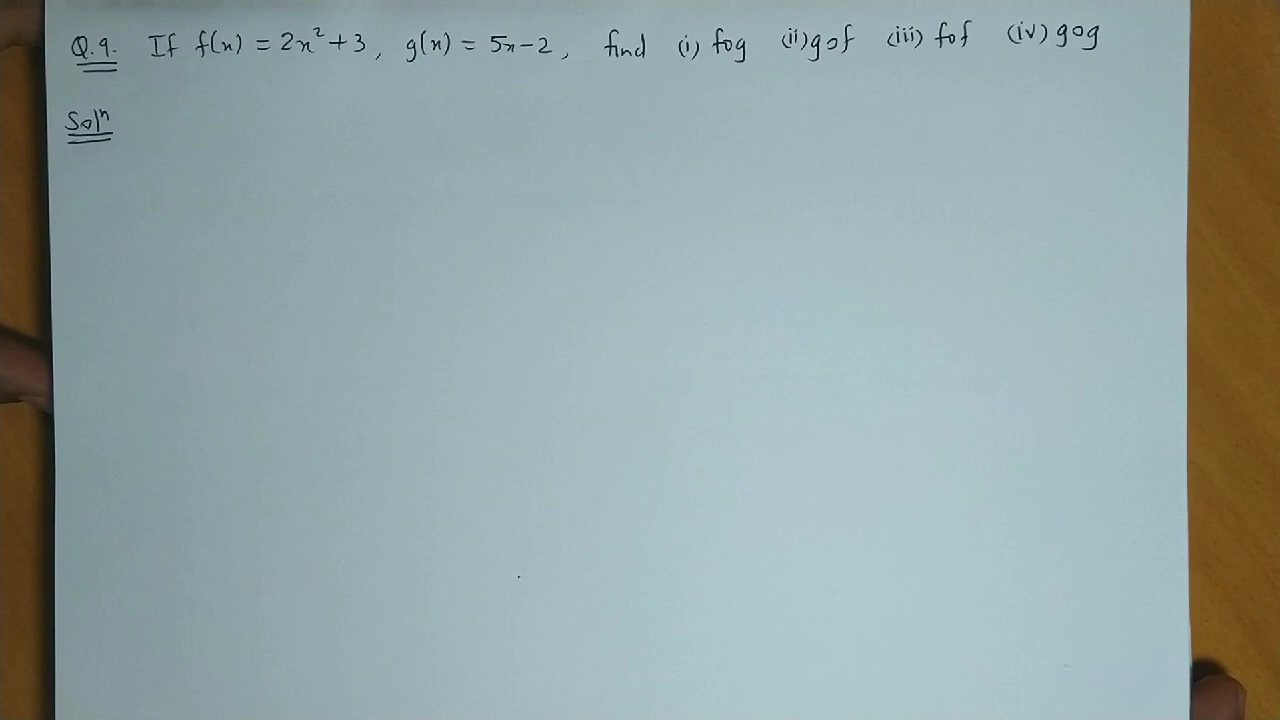 Q.9. If f(x) = 2x²+3, g(x) = 5x-2, find (i) fog (ii) gof (iii) fof (iv) gog
Solⁿ